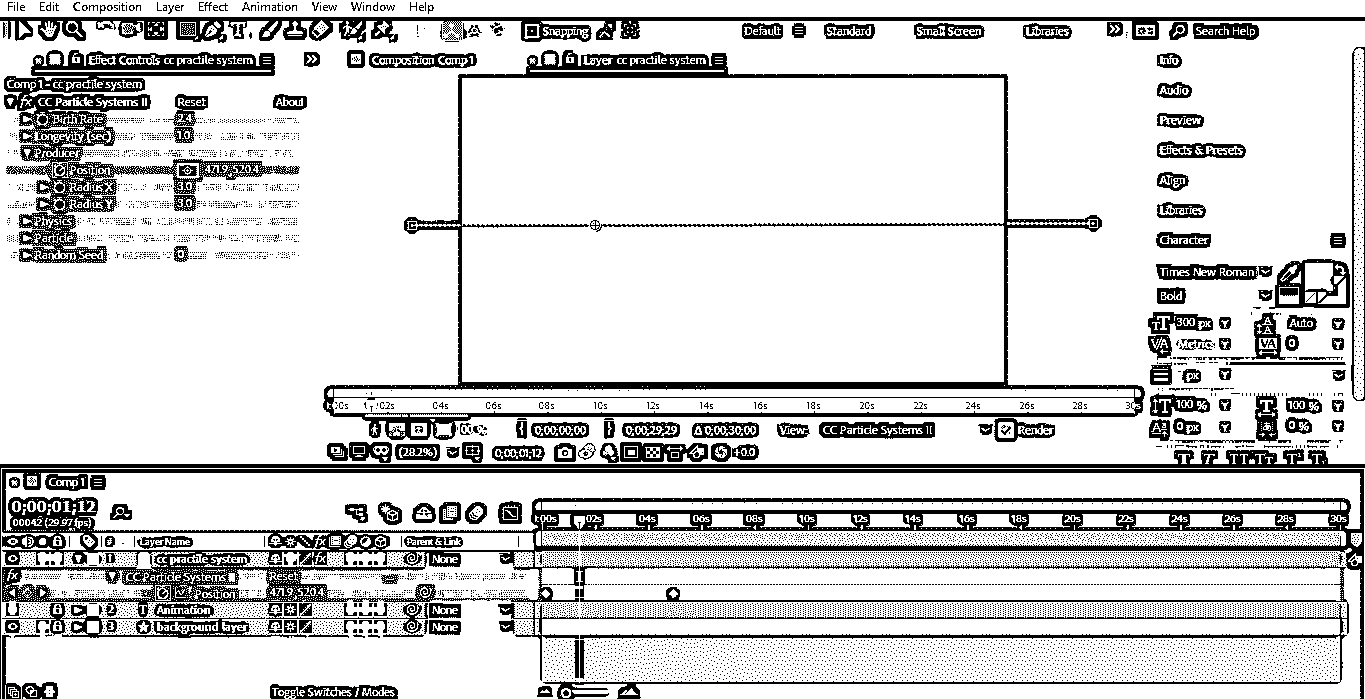 File Edit Composition Layer Effect Animation View Window Help
Snapping Default Standard Small Screen Libraries Search Help
Effect Controls cc practile system
Composition Comp 1
Layer cc practile system
Comp 1 - cc practile system
fx CC Particle Systems II Reset About
Birth Rate 2.4
Longevity (sec) 1.0
Producer
Position 471.9, 520.4
Radius X 3.0
Radius Y 3.0
Physics
Particle
Random Seed 0
Info
Audio
Preview
Effects & Presets
Align
Libraries
Character
Times New Roman
Bold
300 px Auto
Metrics 0
px
100 % 100 %
0 px 0 %
00s 02s 04s 06s 08s 10s 12s 14s 16s 18s 20s 22s 24s 26s 28s 30s
0;00;00;00 0;00;29;29 Δ 0;00;30;00 View: CC Particle Systems II Render
(28.2%) 0;00;01;12 +0.0
Comp 1
0;00;01;12
00042 (29.97 fps)
:00s 02s 04s 06s 08s 10s 12s 14s 16s 18s 20s 22s 24s 26s 28s 30s
# Layer Name Parent & Link
1 cc practile system None
CC Particle Systems II Reset
Position 471.9, 520.4
2 Animation None
3 background layer None
Toggle Switches / Modes